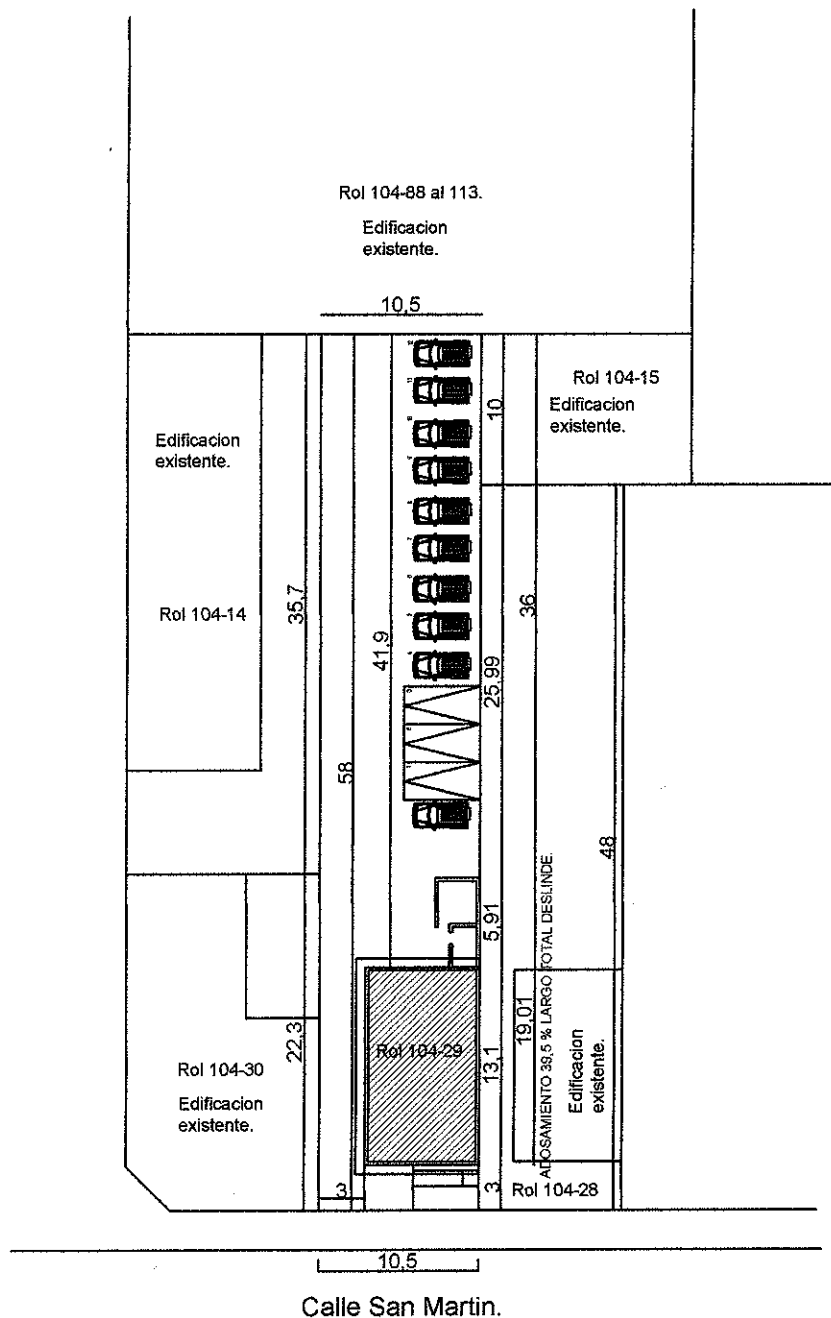 Rol 104-88 al 113.
Edificacion
existente.
10,5
Rol 104-15
Edificacion
existente.
10
Edificacion
existente.
Rol 104-14
35,7
41,9
36
25,99
58
48
5,91
ADOSAMIENTO 39,5 % LARGO TOTAL DESLINDE.
19,01
13,1
Rol 104-29
22,3
Rol 104-30
Edificacion
existente.
Edificacion
existente.
3
3
Rol 104-28
10,5
Calle San Martin.